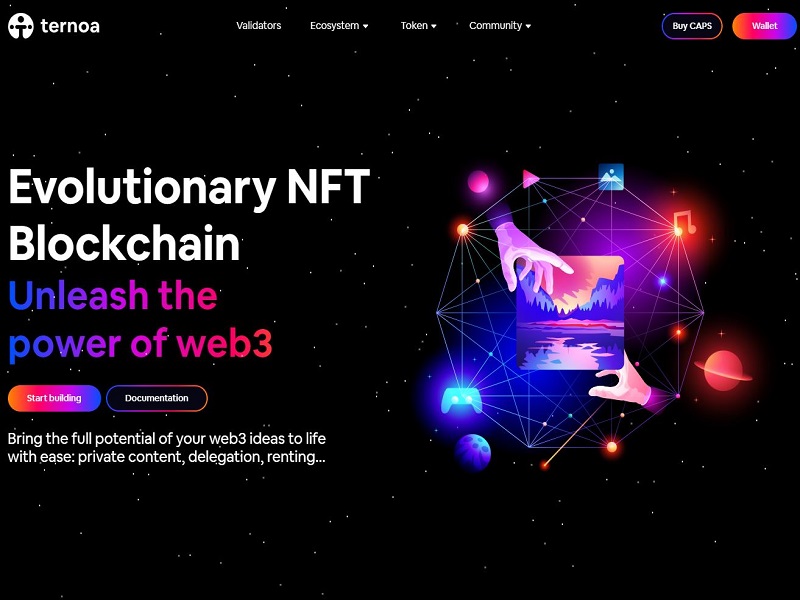 ternoa
Validators
Ecosystem
Token
Community
Buy CAPS
Wallet
Evolutionary NFT
Blockchain
Unleash the
power of web3
Start building
Documentation
Bring the full potential of your web3 ideas to life
with ease: private content, delegation, renting...